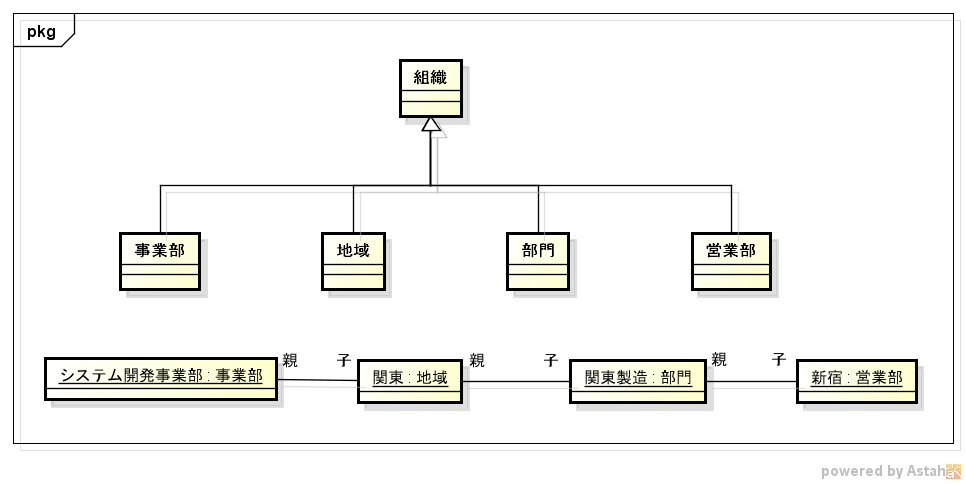 pkg
組織
事業部
地域
部門
営業部
親 子 親 子 親 子
システム開発事業部 : 事業部
関東 : 地域
関東製造 : 部門
新宿 : 営業部
powered by Astah